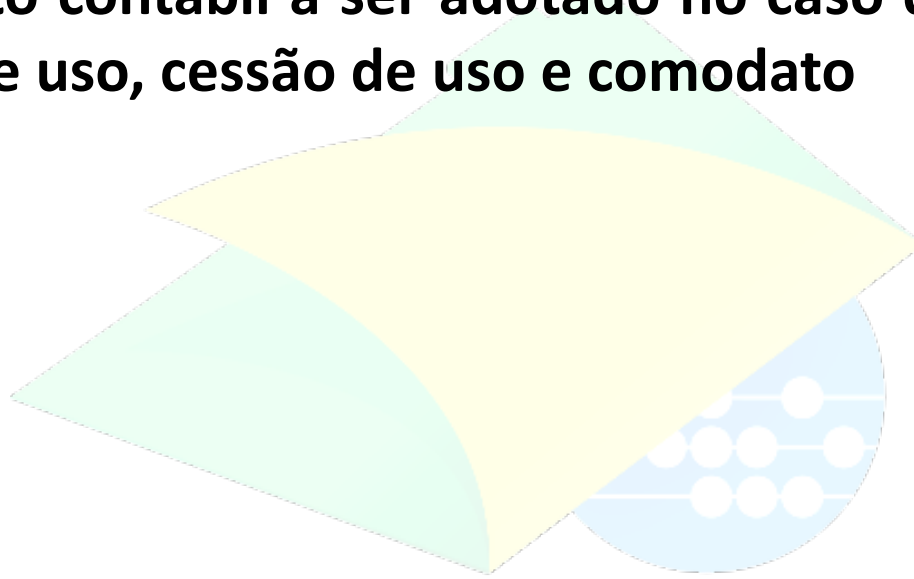 contábil a ser adotado no caso
uso, cessão de uso e comodato